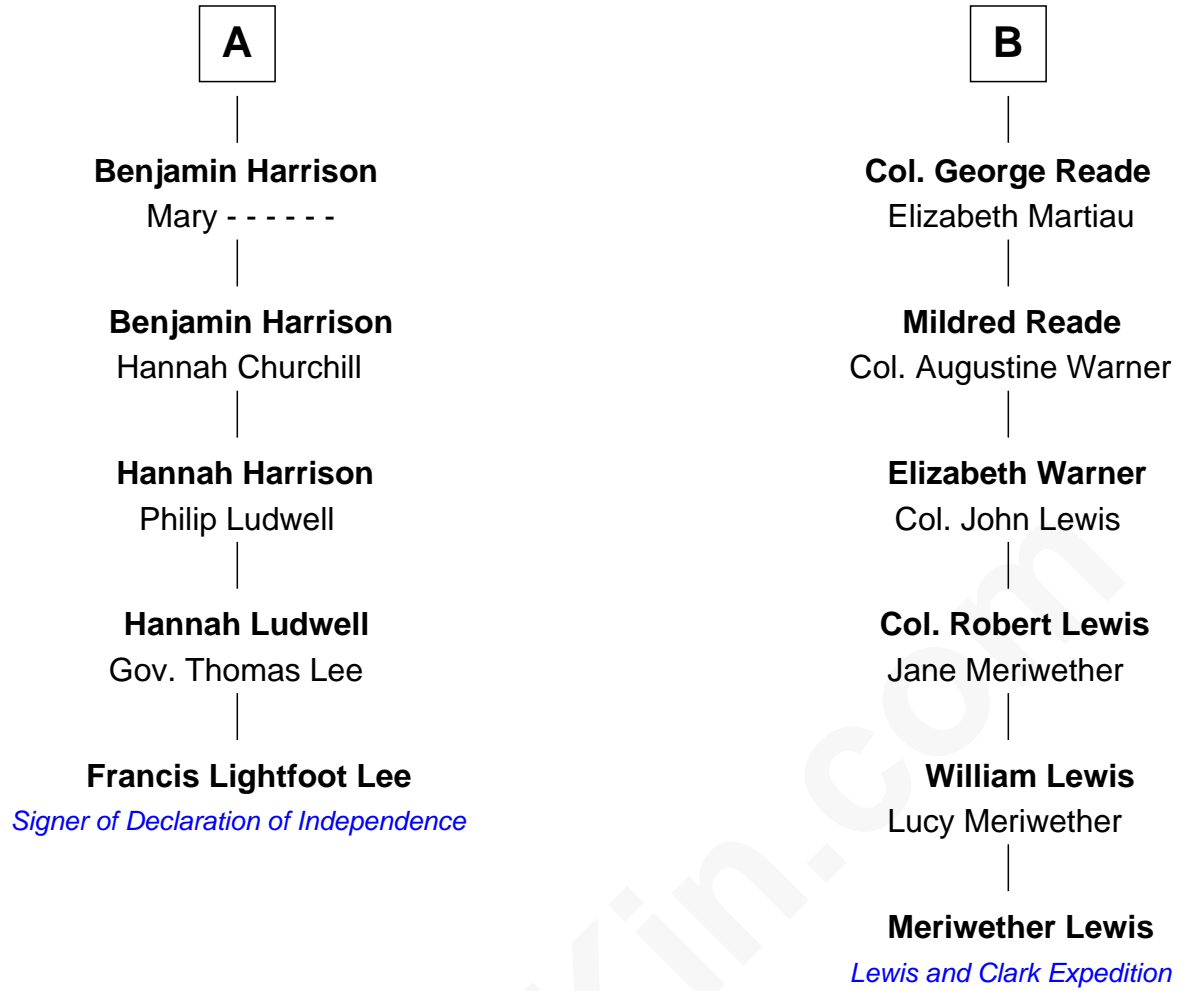 A
Benjamin Harrison
Mary - - - - - -
Benjamin Harrison
Hannah Churchill
Hannah Harrison
Philip Ludwell
Hannah Ludwell
Gov. Thomas Lee
Francis Lightfoot Lee
Signer of Declaration of Independence
B
Col. George Reade
Elizabeth Martiau
Mildred Reade
Col. Augustine Warner
Elizabeth Warner
Col. John Lewis
Col. Robert Lewis
Jane Meriwether
William Lewis
Lucy Meriwether
Meriwether Lewis
Lewis and Clark Expedition